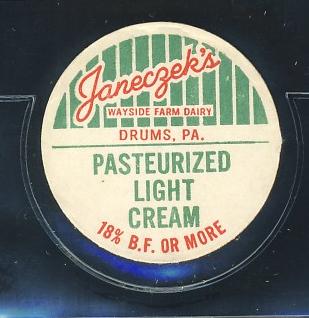 Janeczek's
WAYSIDE FARM DAIRY
DRUMS, PA.
PASTEURIZED
LIGHT
CREAM
18% B.F. OR MORE